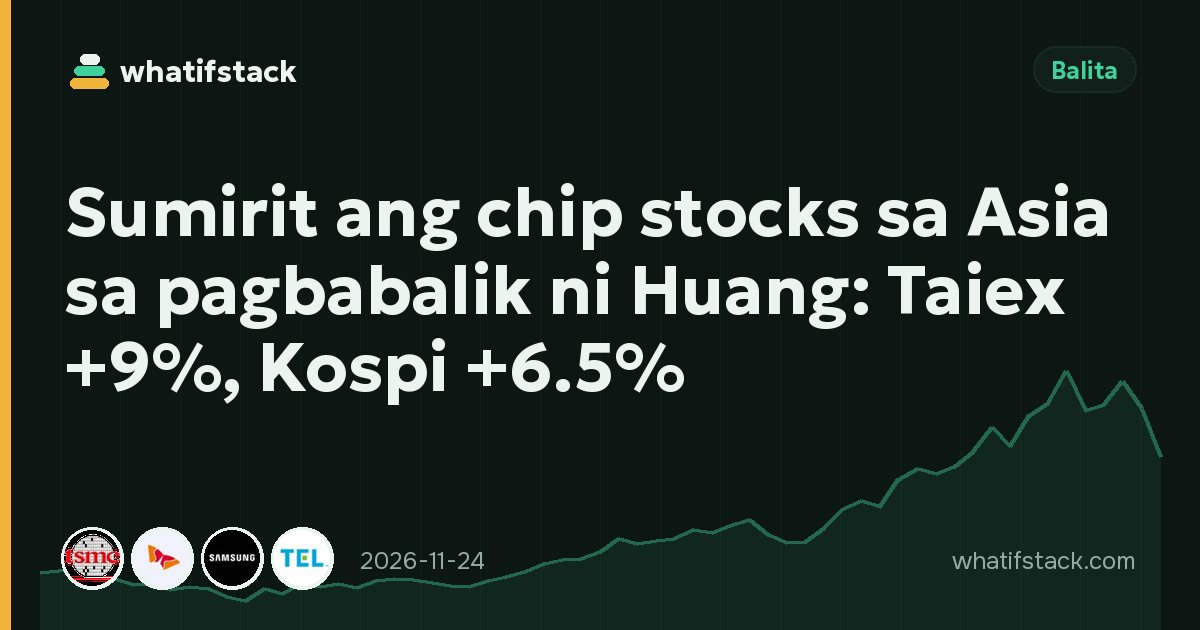 whatifstack
Balita
Sumirit ang chip stocks sa Asia
sa pagbabalik ni Huang: Taiex
+9%, Kospi +6.5%
tsmc
SAMSUNG
TEL
2026-11-24
whatifstack.com